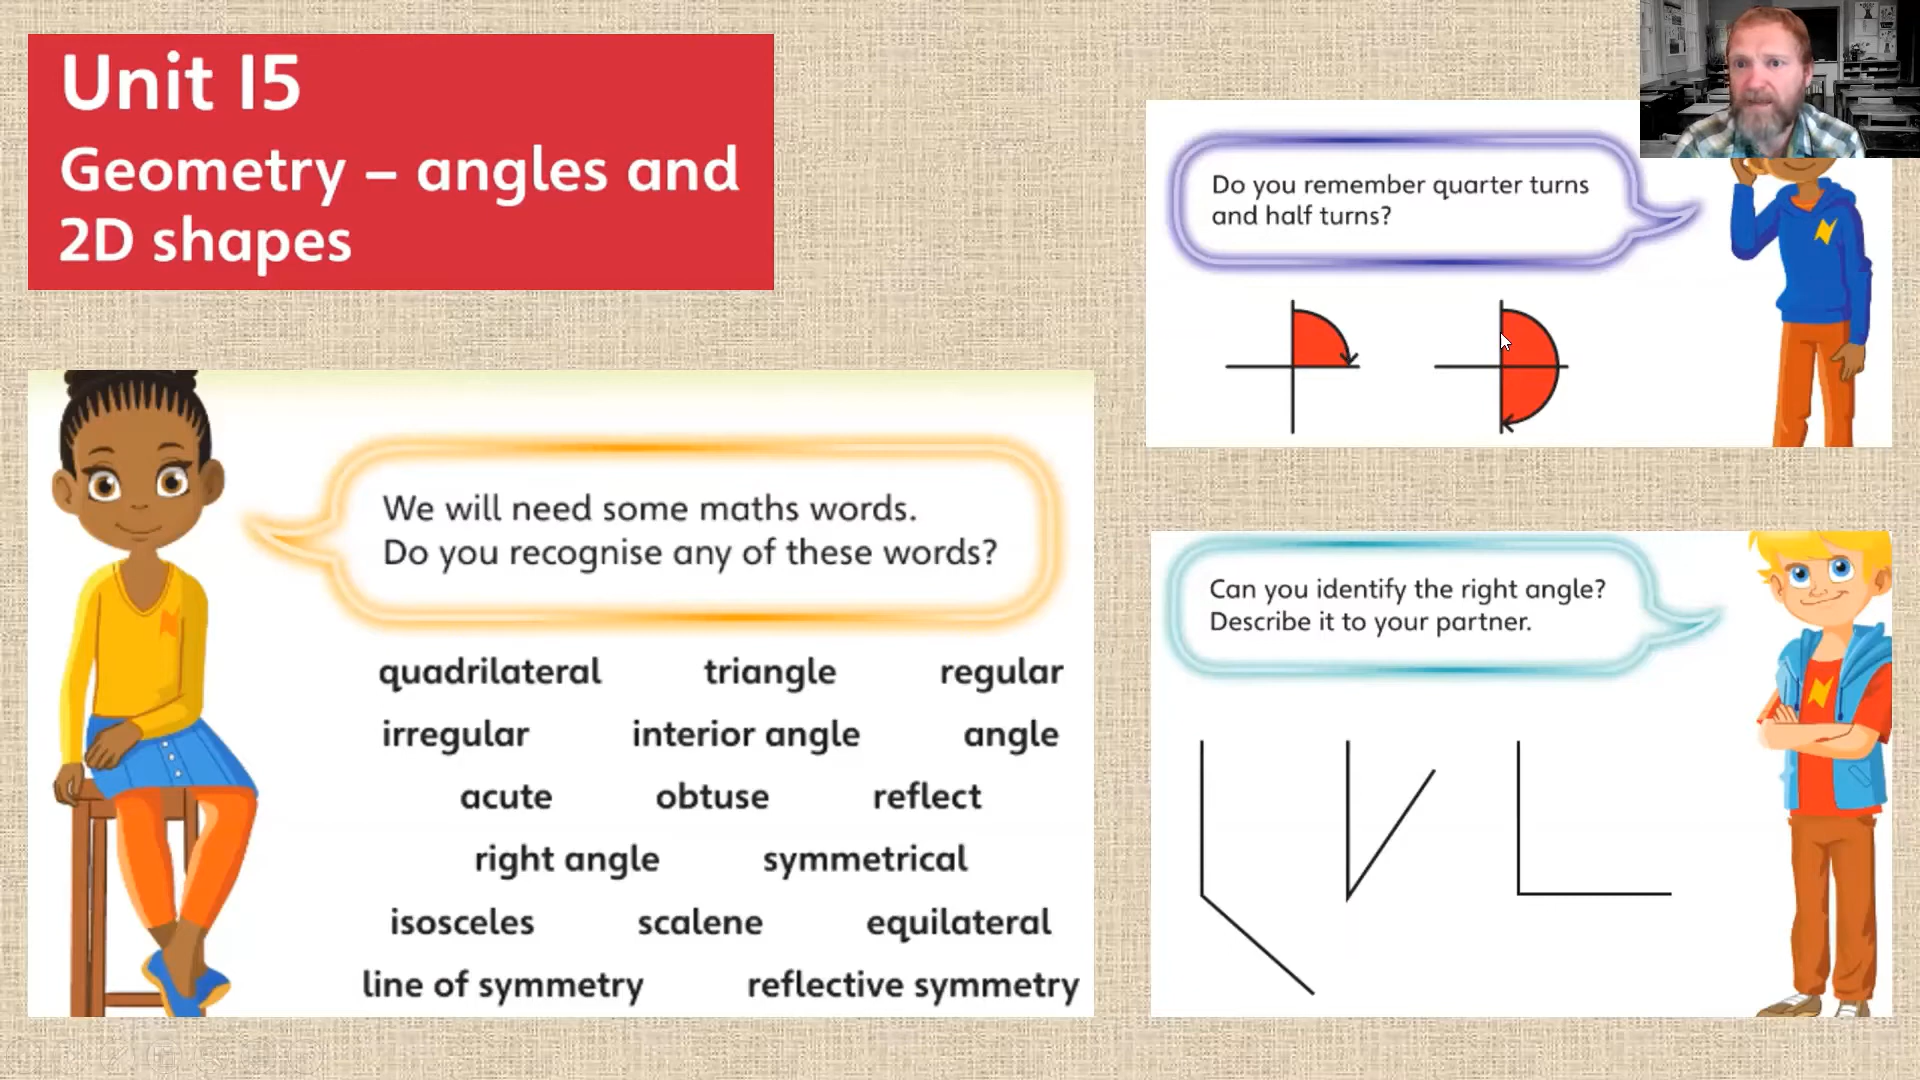 Unit 15
Geometry – angles and
2D shapes
Do you remember quarter turns
and half turns?
We will need some maths words.
Do you recognise any of these words?
quadrilateral triangle regular
irregular interior angle angle
acute obtuse reflect
right angle symmetrical
isosceles scalene equilateral
line of symmetry reflective symmetry
Can you identify the right angle?
Describe it to your partner.